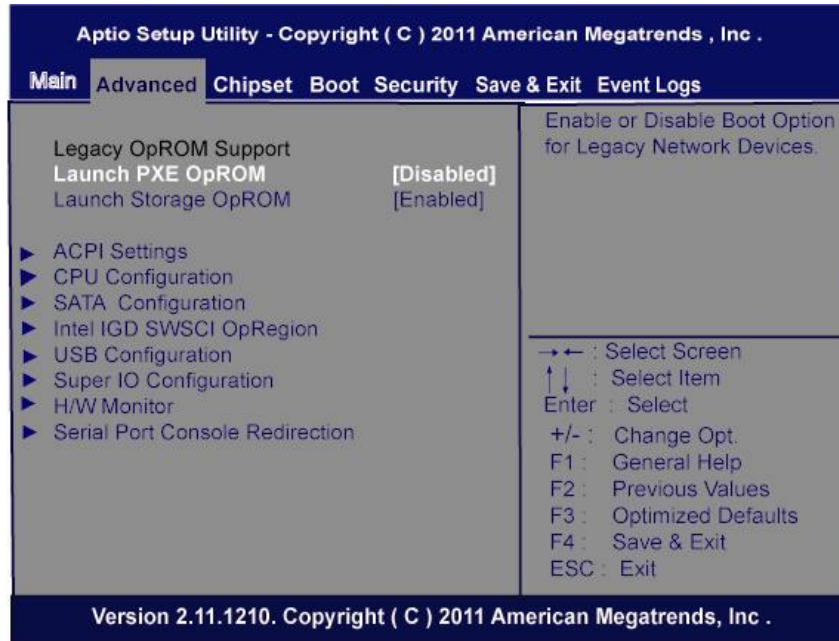 Aptio Setup Utility - Copyright ( C ) 2011 American Megatrends , Inc .
Main Advanced Chipset Boot Security Save & Exit Event Logs
Legacy OpROM Support
Launch PXE OpROM [Disabled]
Launch Storage OpROM [Enabled]
▶ ACPI Settings
▶ CPU Configuration
▶ SATA Configuration
▶ Intel IGD SWSCI OpRegion
▶ USB Configuration
▶ Super IO Configuration
▶ H/W Monitor
▶ Serial Port Console Redirection
Enable or Disable Boot Option
for Legacy Network Devices.
→← : Select Screen
↑↓ : Select Item
Enter : Select
+/- : Change Opt.
F1 : General Help
F2 : Previous Values
F3 : Optimized Defaults
F4 : Save & Exit
ESC : Exit
Version 2.11.1210. Copyright ( C ) 2011 American Megatrends, Inc .